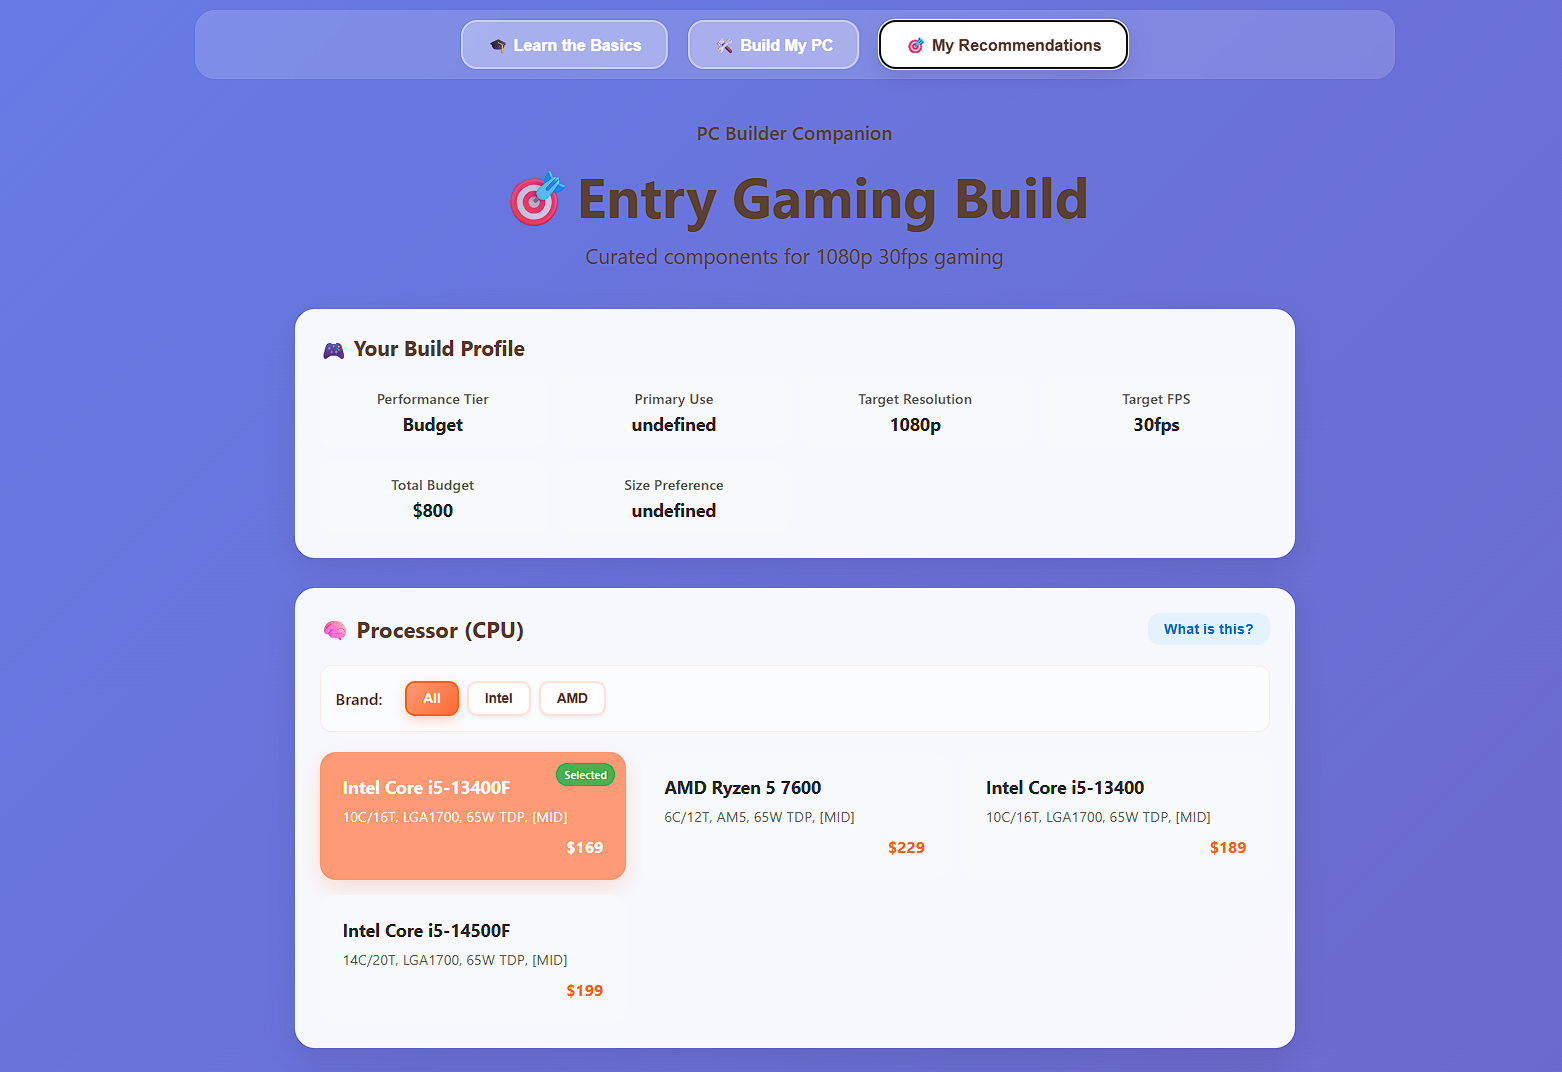 Learn the Basics
Build My PC
My Recommendations
PC Builder Companion
Entry Gaming Build
Curated components for 1080p 30fps gaming
Your Build Profile
Performance Tier
Budget
Primary Use
undefined
Target Resolution
1080p
Target FPS
30fps
Total Budget
$800
Size Preference
undefined
Processor (CPU)
What is this?
Brand:
All
Intel
AMD
Selected
Intel Core i5-13400F
10C/16T, LGA1700, 65W TDP, [MID]
$169
AMD Ryzen 5 7600
6C/12T, AM5, 65W TDP, [MID]
$229
Intel Core i5-13400
10C/16T, LGA1700, 65W TDP, [MID]
$189
Intel Core i5-14500F
14C/20T, LGA1700, 65W TDP, [MID]
$199